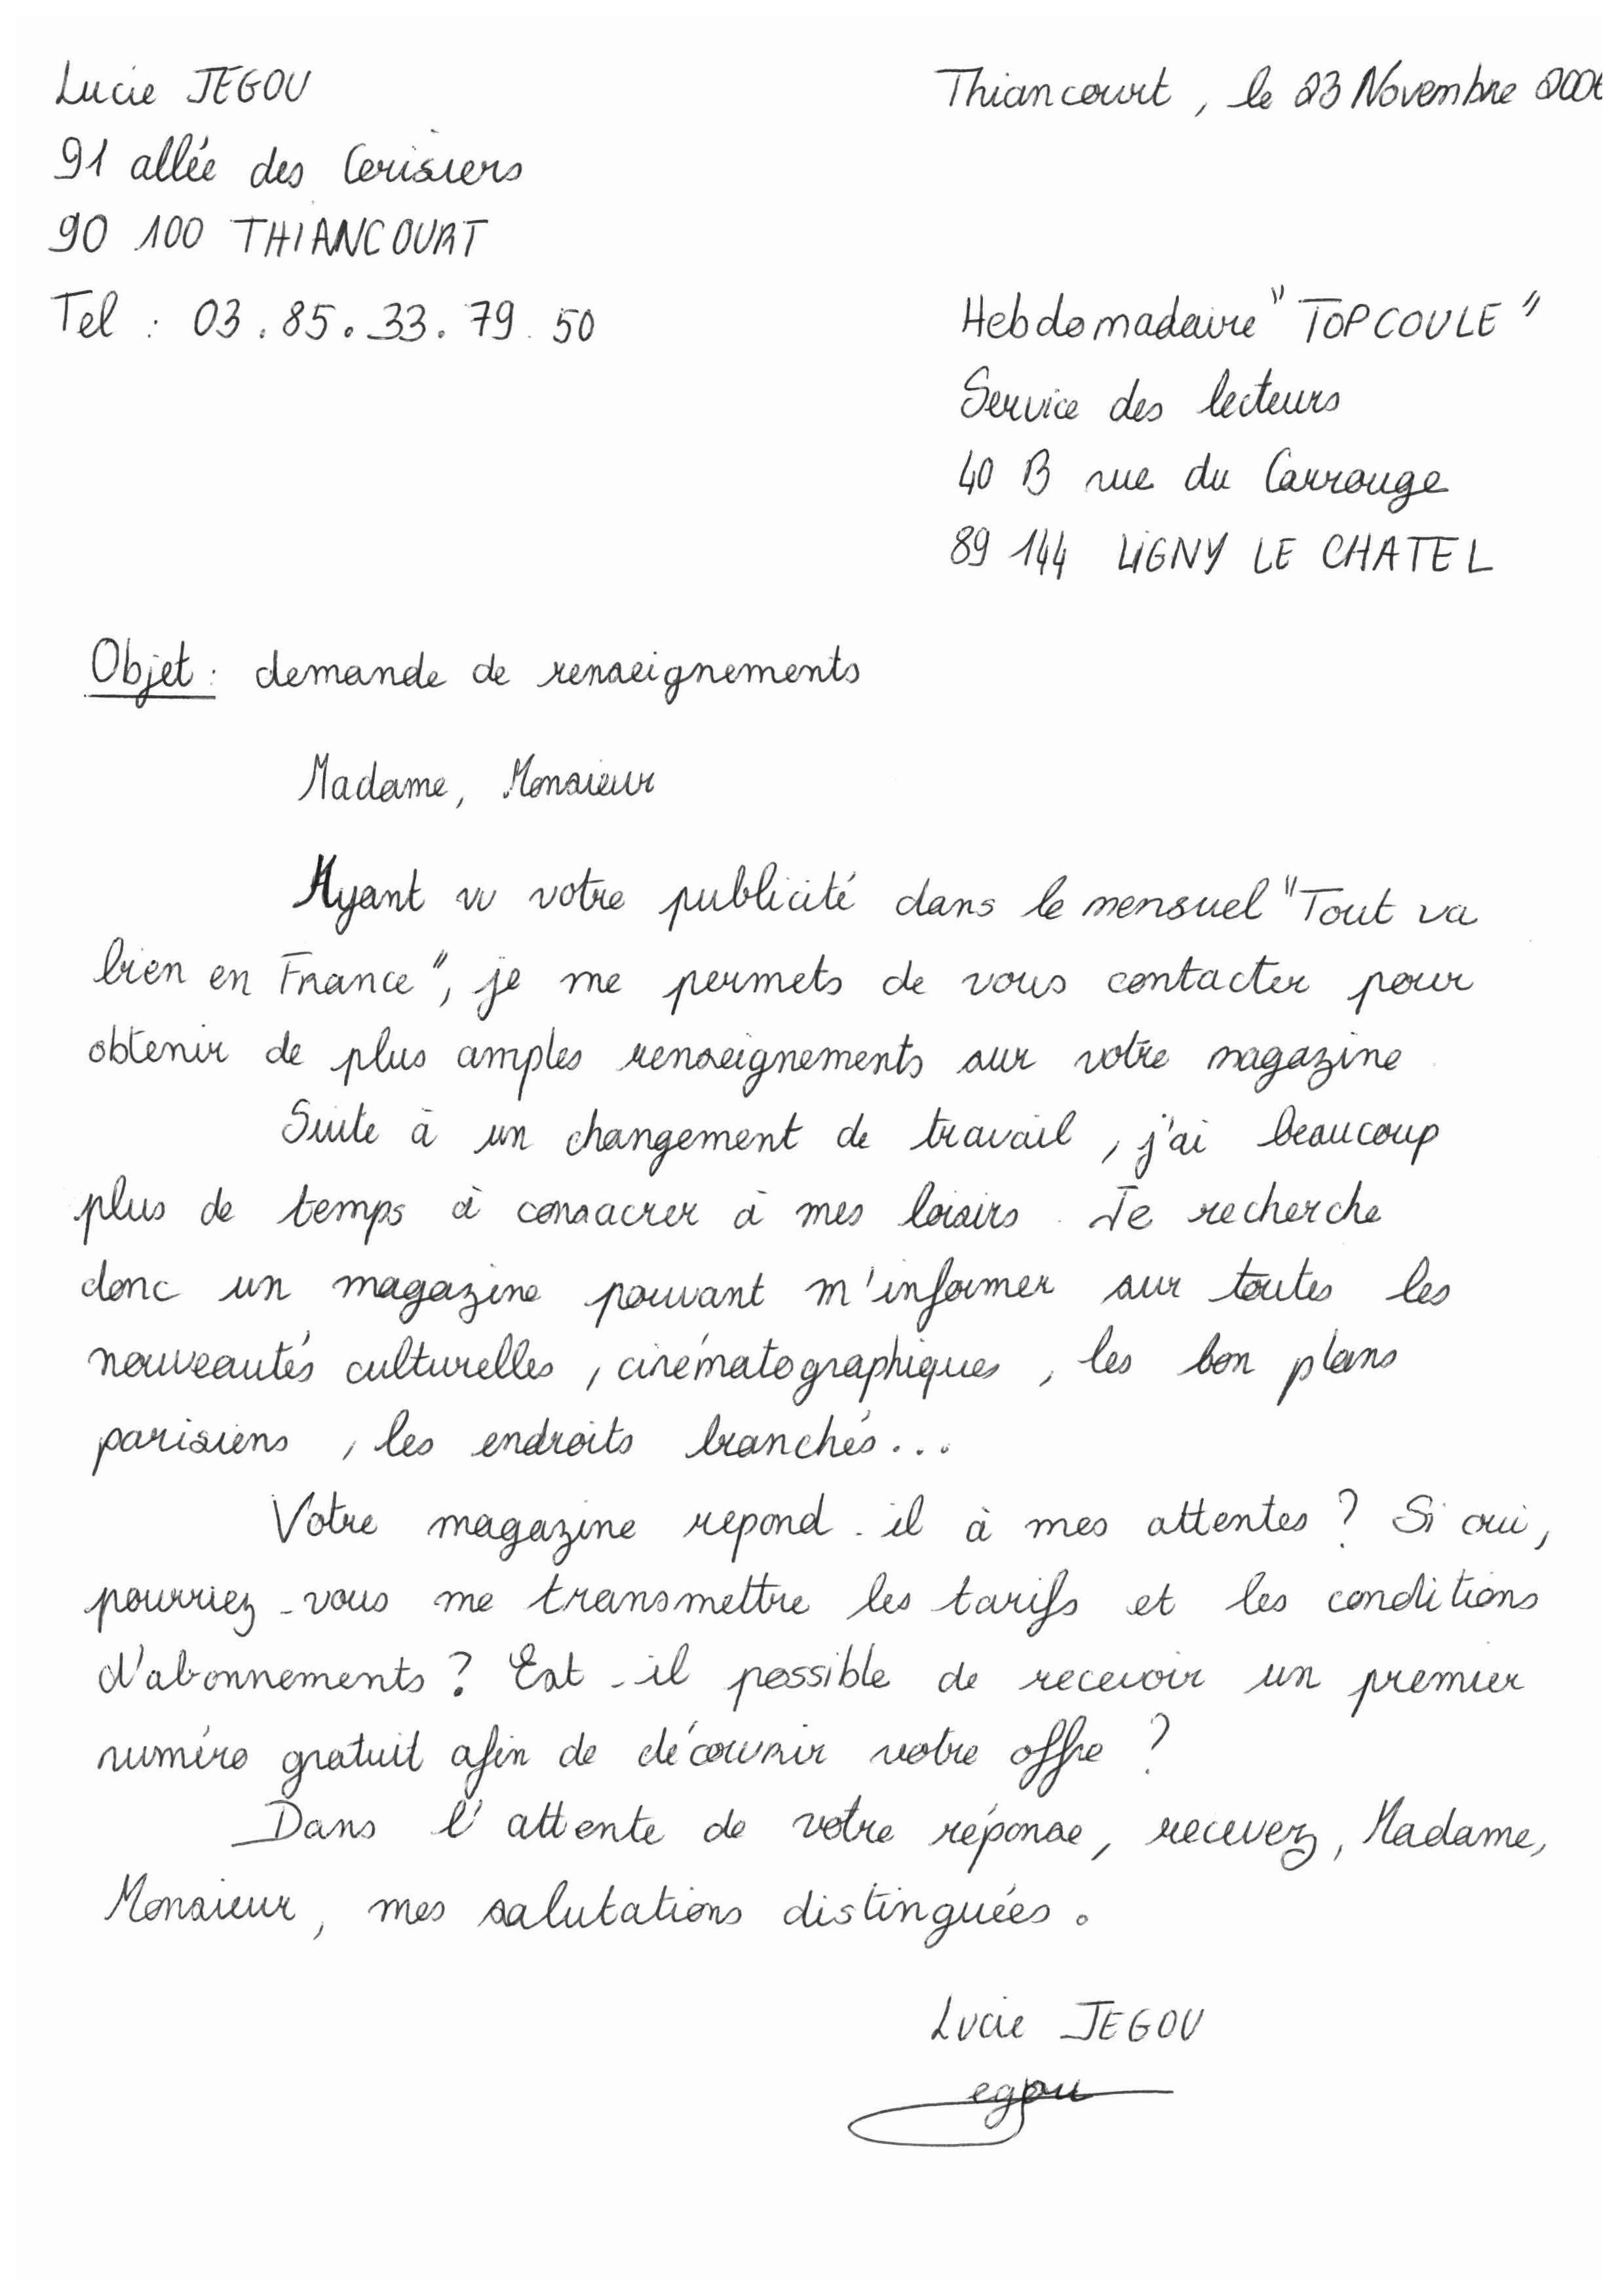 Lucie JEGOU
Thiancourt, le 23 Novembre
91 allée des Cerisiers
90 100 THIANCOURT
Tel : 03.85.33.79.50
Hebdomadaire "TOPCOULE"
Service des lecteurs
40 B rue du Carrouge
89 144 LIGNY LE CHATEL
Objet : demande de renseignements
Madame, Monsieur
Ayant vu votre publicité dans le mensuel "Tout va
bien en France", je me permets de vous contacter pour
obtenir de plus amples renseignements sur votre magazine.
Suite à un changement de travail, j'ai beaucoup
plus de temps à consacrer à mes loisirs. Je recherche
donc un magazine pouvant m'informer sur toutes les
nouveautés culturelles, cinématographiques, les bon plans
parisiens, les endroits branchés...
Votre magazine repond-il à mes attentes ? Si oui,
pourriez-vous me transmettre les tarifs et les conditions
d'abonnements ? Est-il possible de recevoir un premier
numéro gratuit afin de découvrir votre offre ?
Dans l'attente de votre réponse, recevez, Madame,
Monsieur, mes salutations distinguées.
Lucie JEGOU
egou